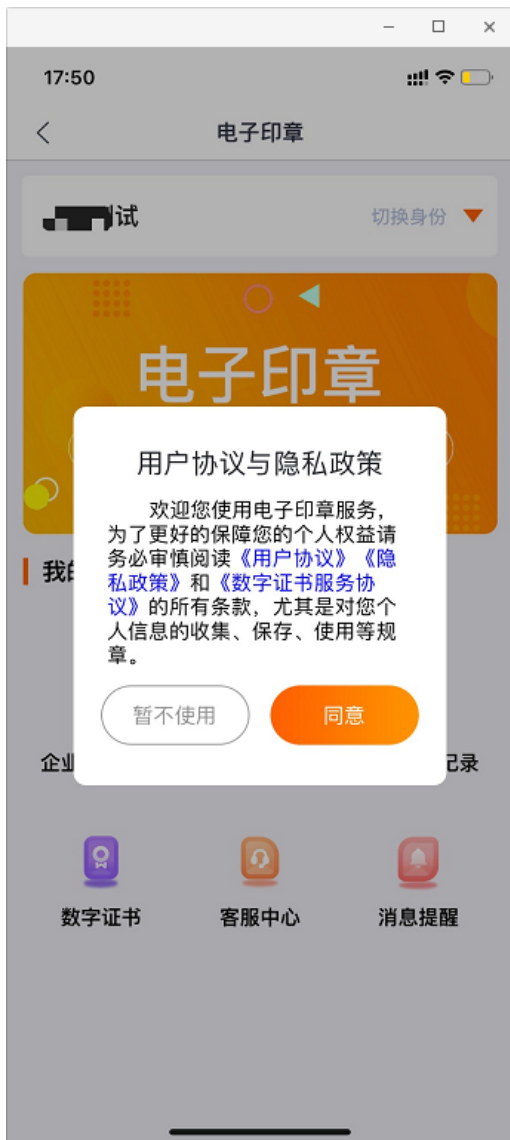 17:50
电子印章
试
切换身份
电子印章
用户协议与隐私政策
欢迎您使用电子印章服务，
为了更好的保障您的个人权益请
务必审慎阅读《用户协议》《隐
私政策》和《数字证书服务协
议》的所有条款，尤其是对您个
人信息的收集、保存、使用等规
章。
暂不使用
同意
我的
企业
记录
数字证书
客服中心
消息提醒